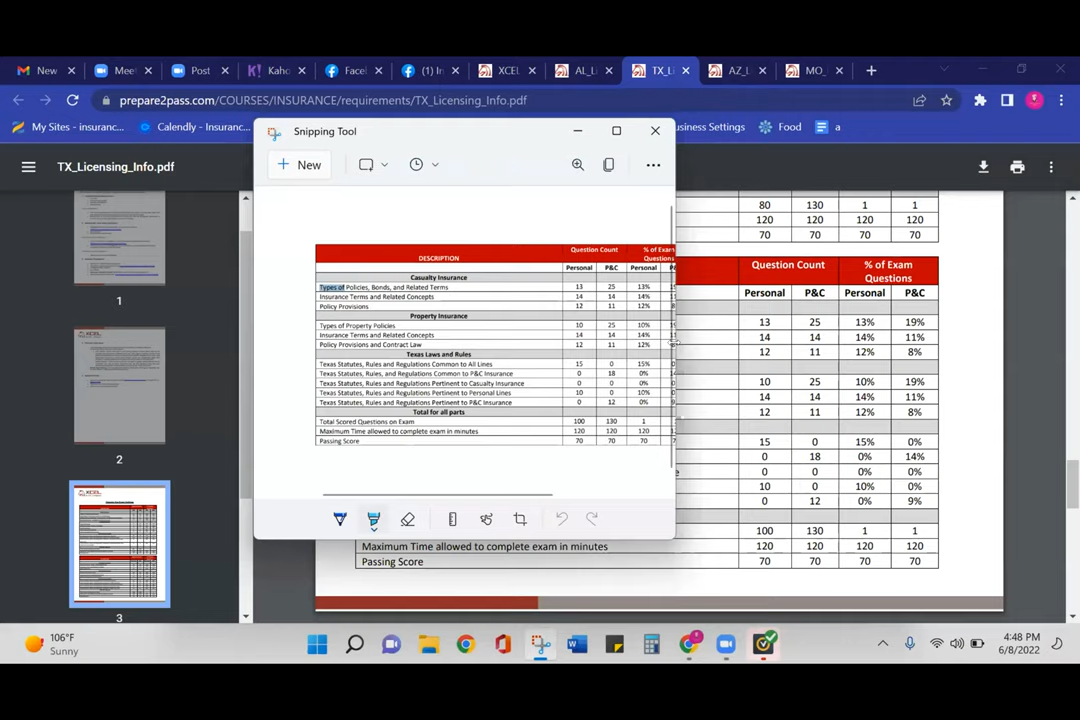 New
Meet
Post
Kaho
Facel
(1) In
XCEL
AL_Li
TX_Li
AZ_L
MO_
prepare2pass.com/COURSES/INSURANCE/requirements/TX_Licensing_Info.pdf
My Sites - insuranc...
Calendly - Insuranc...
usiness Settings
Food
a
TX_Licensing_Info.pdf
1
2
XCEL
3
Snipping Tool
New
DESCRIPTION Question Count % of Exam Questions
Personal P&C Personal
Casualty Insurance
Types of Policies, Bonds, and Related Terms 13 25 13%
Insurance Terms and Related Concepts 14 14 14%
Policy Provisions 12 11 12%
Property Insurance
Types of Property Policies 10 25 10%
Insurance Terms and Related Concepts 14 14 14%
Policy Provisions and Contract Law 12 11 12%
Texas Laws and Rules
Texas Statutes, Rules and Regulations Common to All Lines 15 0 15%
Texas Statutes, Rules, and Regulations Common to P&C Insurance 0 18 0%
Texas Statutes, Rules and Regulations Pertinent to Casualty Insurance 0 0 0%
Texas Statutes, Rules and Regulations Pertinent to Personal Lines 10 0 10%
Texas Statutes, Rules and Regulations Pertinent to P&C Insurance 0 12 0%
Total for all parts
Total Scored Questions on Exam 100 130 1
Maximum Time allowed to complete exam in minutes 120 120 120
Passing Score 70 70 70
80 130 1 1
120 120 120 120
70 70 70 70
Question Count % of Exam
Questions
Personal P&C Personal P&C
13 25 13% 19%
14 14 14% 11%
12 11 12% 8%
10 25 10% 19%
14 14 14% 11%
12 11 12% 8%
15 0 15% 0%
0 18 0% 14%
e 0 0 0% 0%
10 0 10% 0%
0 12 0% 9%
100 130 1 1
Maximum Time allowed to complete exam in minutes 120 120 120 120
Passing Score 70 70 70 70
106°F
Sunny
4:48 PM
6/8/2022